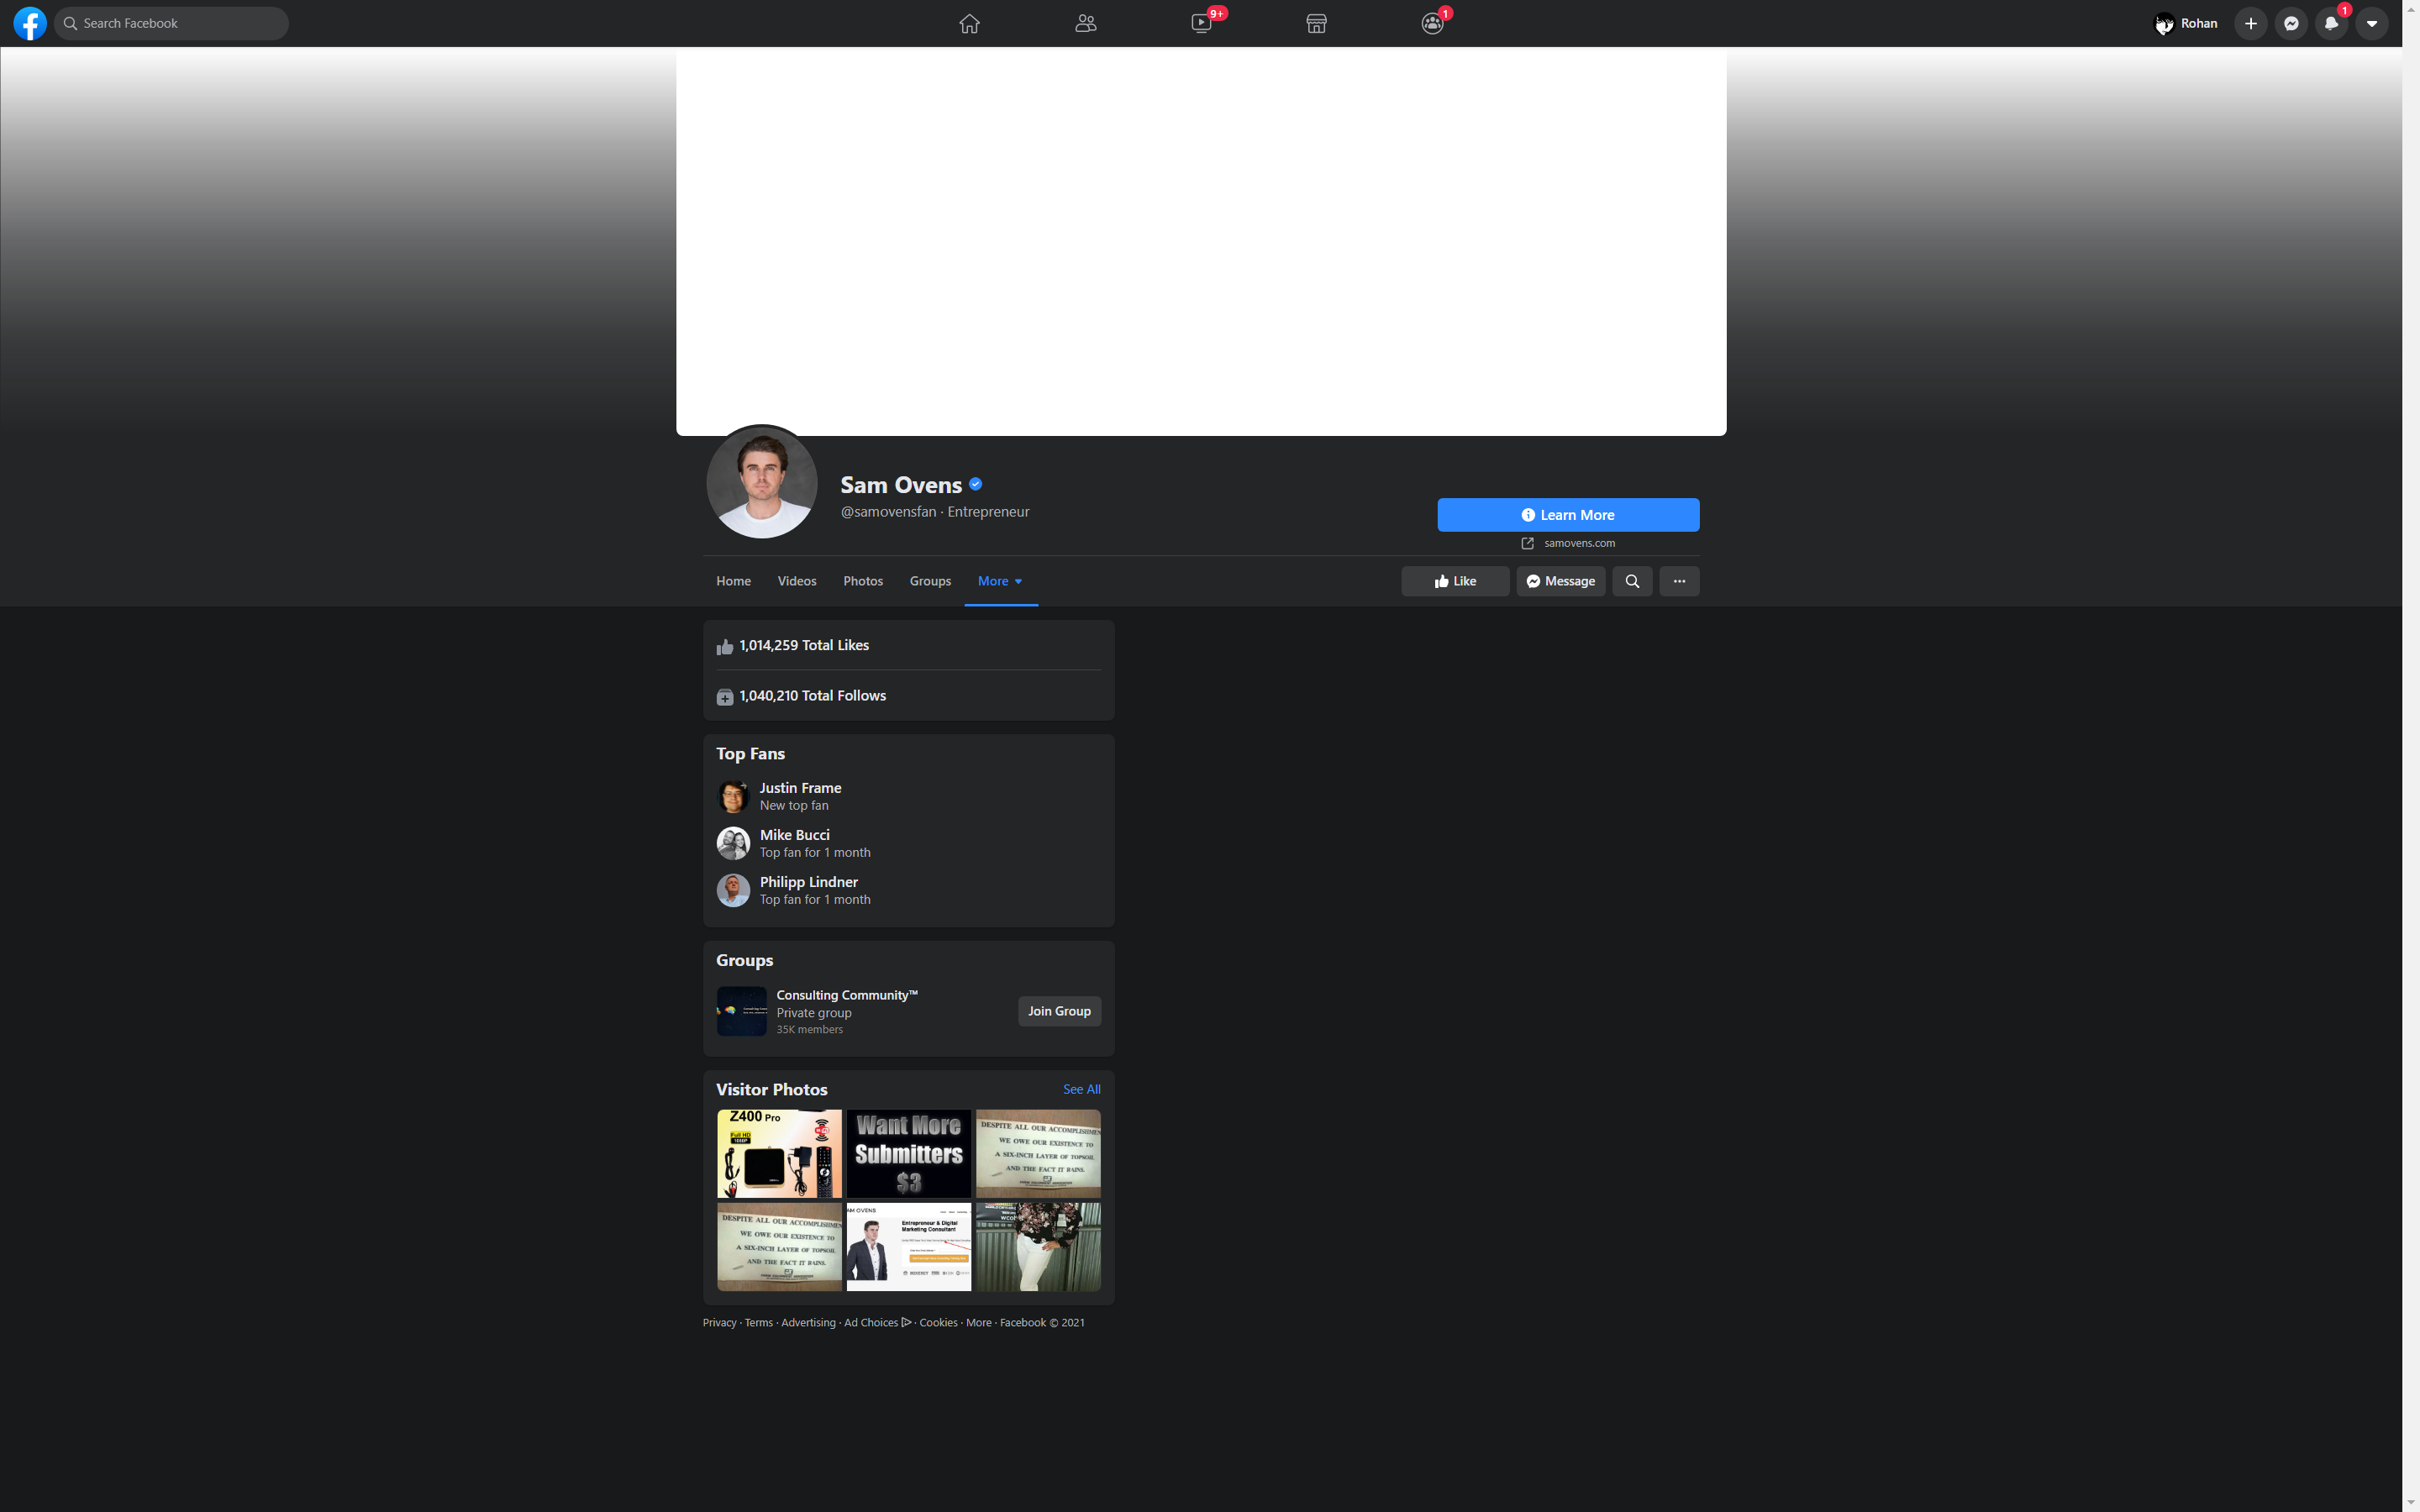 Search Facebook
9+
1
Rohan
1
Sam Ovens
@samovensfan · Entrepreneur
Learn More
samovens.com
Home
Videos
Photos
Groups
More
Like
Message
1,014,259 Total Likes
1,040,210 Total Follows
Top Fans
Justin Frame
New top fan
Mike Bucci
Top fan for 1 month
Philipp Lindner
Top fan for 1 month
Groups
Consulting Community™
Private group
35K members
Join Group
Visitor Photos
See All
Z400 Pro
Full HD
1080P
Want More
Submitters
$3
DESPITE ALL OUR ACCOMPLISHMEN
WE OWE OUR EXISTENCE TO
A SIX-INCH LAYER OF TOPSOIL
AND THE FACT IT RAINS.
DESPITE ALL OUR ACCOMPLISHMEN
WE OWE OUR EXISTENCE TO
A SIX-INCH LAYER OF TOPSOIL
AND THE FACT IT RAINS.
AM OVENS
Entrepreneur & Digital
Marketing Consultant
WCO
Privacy · Terms · Advertising · Ad Choices · Cookies · More · Facebook © 2021